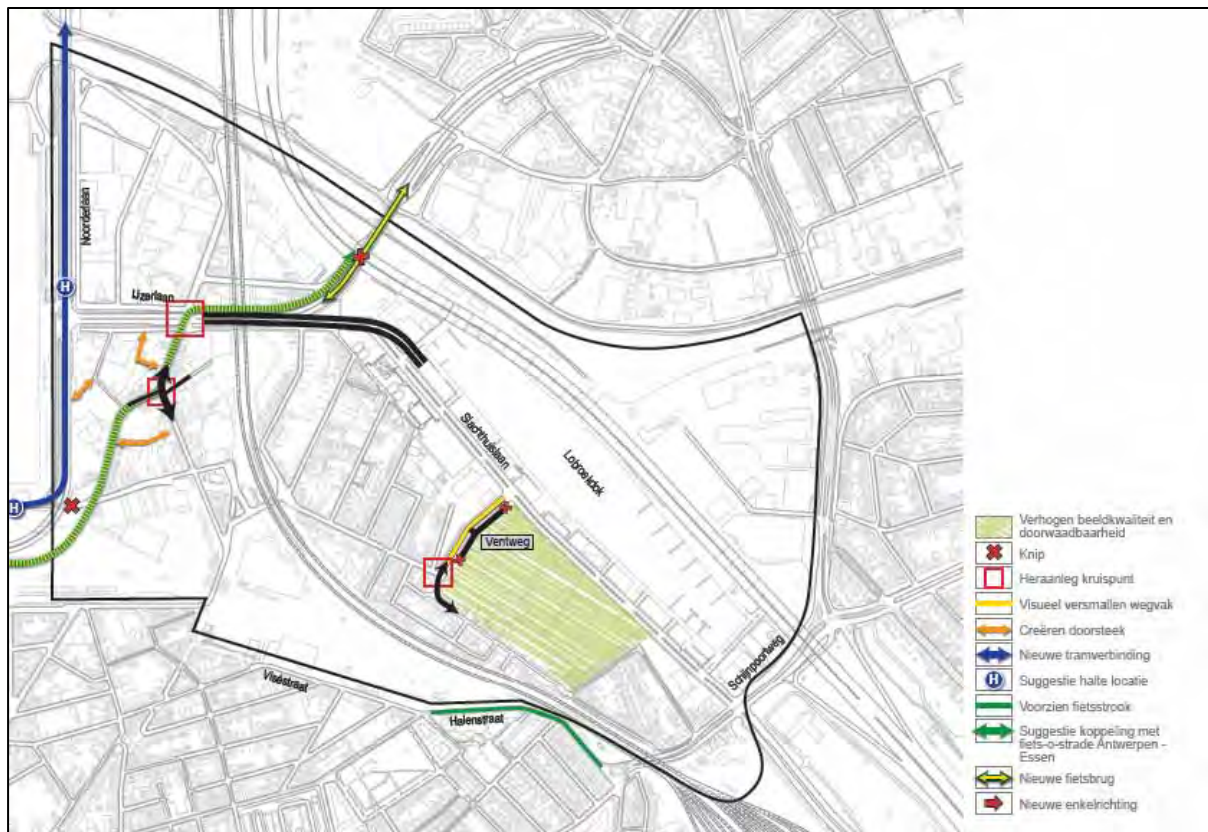 Noorderlaan
H
IJzerlaan
Slachthuislaan
Lobroekdok
Ventweg
H
Schijnpoortweg
Viséstraat
Halenstraat
Verhogen beeldkwaliteit en
doorwaadbaarheid
Knip
Heraanleg kruispunt
Visueel versmallen wegvak
Creëren doorsteek
Nieuwe tramverbinding
H
Suggestie halte locatie
Voorzien fietsstrook
Suggestie koppeling met
fiets-o-strade Antwerpen -
Essen
Nieuwe fietsbrug
Nieuwe enkelrichting